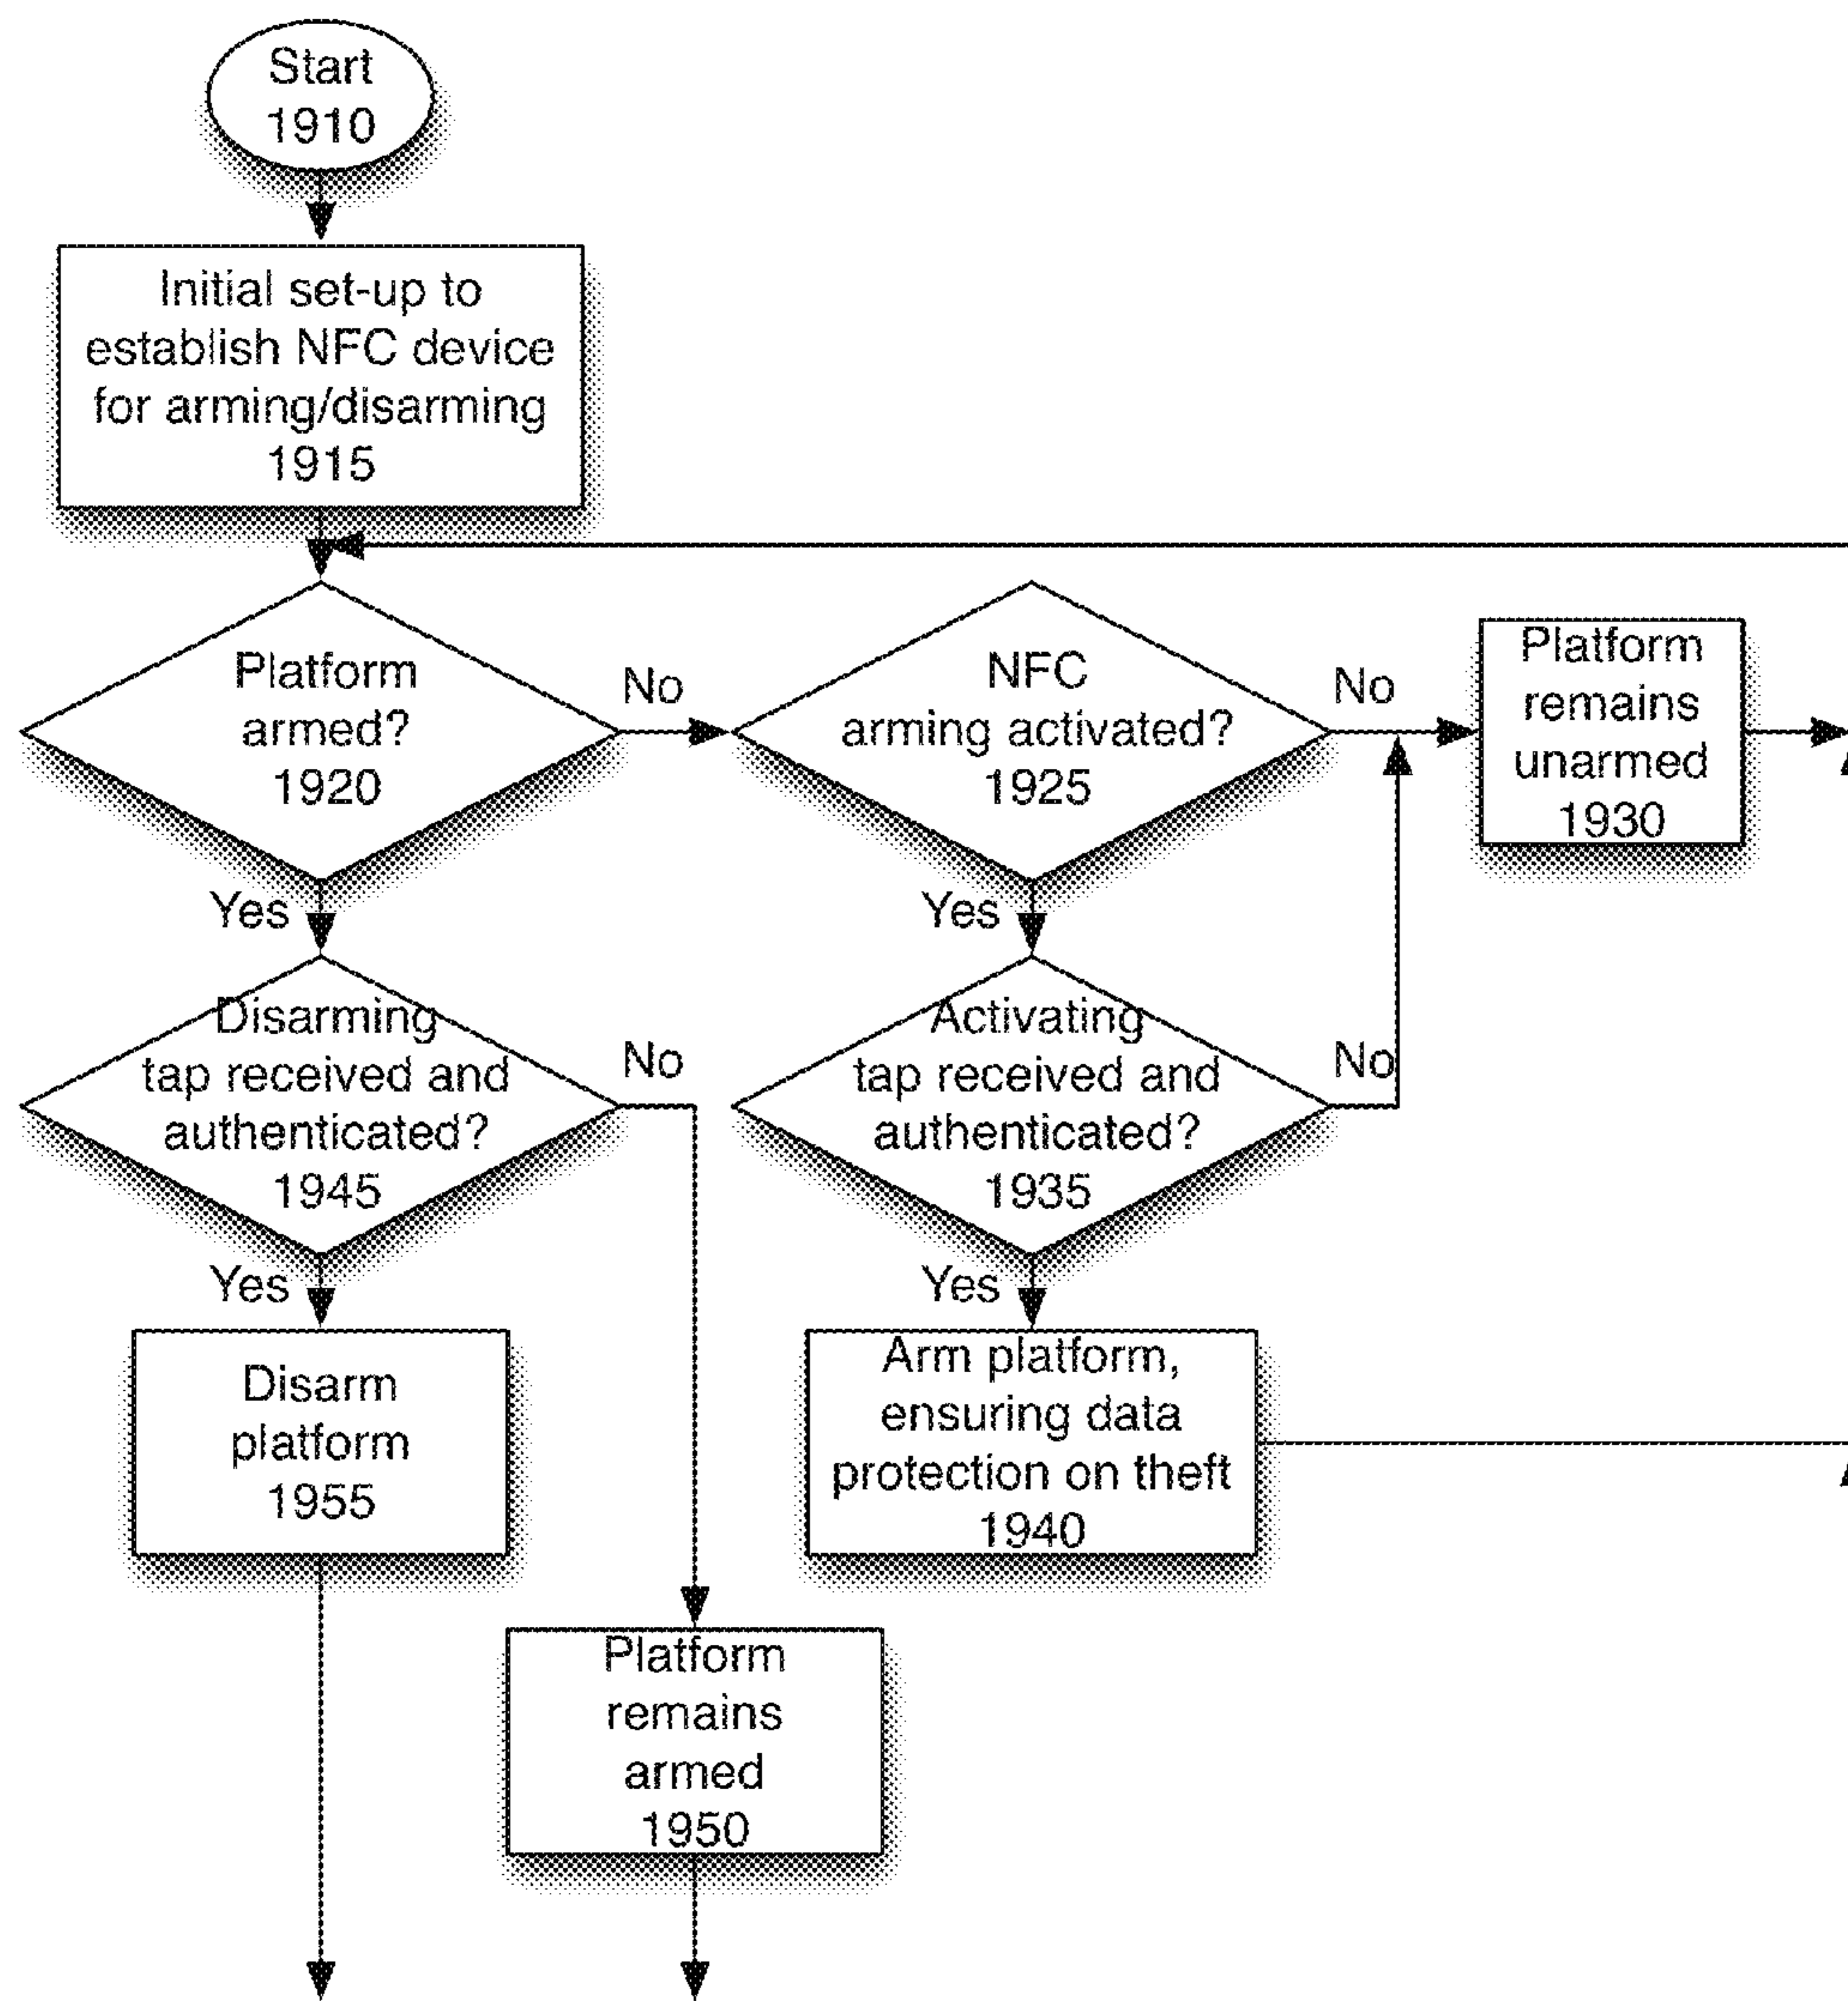 Start
1910
Initial set-up to
establish NFC device
for arming/disarming
1915
Platform
armed?
1920
No
NFC
arming activated?
1925
No
Platform
remains
unarmed
1930
Yes
Yes
Disarming
tap received and
authenticated?
1945
No
Activating
tap received and
authenticated?
1935
No
Yes
Yes
Disarm
platform
1955
Arm platform,
ensuring data
protection on theft
1940
Platform
remains
armed
1950